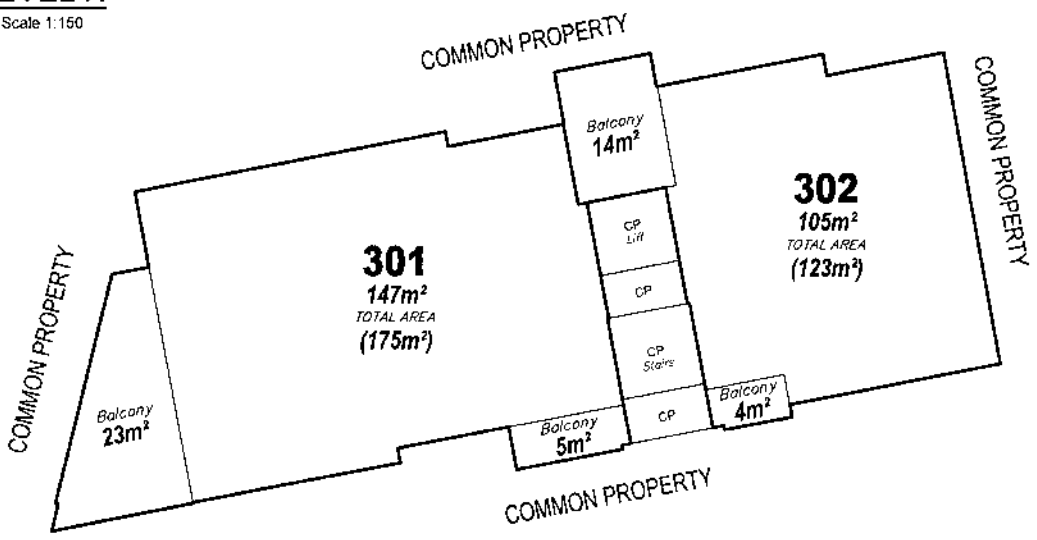 Scale 1:150
COMMON PROPERTY
COMMON PROPERTY
Balcony
14m²
302
105m²
TOTAL AREA
(123m²)
CP
Lift
301
147m²
TOTAL AREA
(175m²)
CP
COMMON PROPERTY
CP
Stairs
Balcony
23m²
Balcony
4m²
CP
Balcony
5m²
COMMON PROPERTY